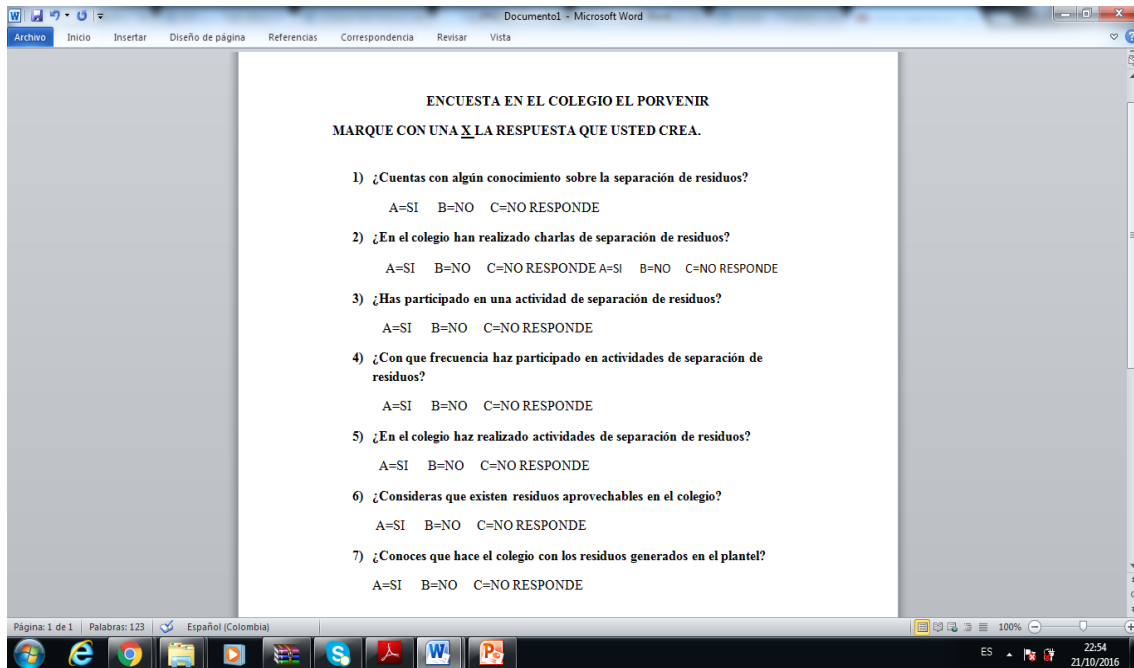 Documento1 - Microsoft Word
Archivo Inicio Insertar Diseño de página Referencias Correspondencia Revisar Vista
ENCUESTA EN EL COLEGIO EL PORVENIR
MARQUE CON UNA X LA RESPUESTA QUE USTED CREA.
1) ¿Cuentas con algún conocimiento sobre la separación de residuos?
A=SI B=NO C=NO RESPONDE
2) ¿En el colegio han realizado charlas de separación de residuos?
A=SI B=NO C=NO RESPONDE A=SI B=NO C=NO RESPONDE
3) ¿Has participado en una actividad de separación de residuos?
A=SI B=NO C=NO RESPONDE
4) ¿Con que frecuencia haz participado en actividades de separación de
residuos?
A=SI B=NO C=NO RESPONDE
5) ¿En el colegio haz realizado actividades de separación de residuos?
A=SI B=NO C=NO RESPONDE
6) ¿Consideras que existen residuos aprovechables en el colegio?
A=SI B=NO C=NO RESPONDE
7) ¿Conoces que hace el colegio con los residuos generados en el plantel?
A=SI B=NO C=NO RESPONDE
Página: 1 de 1 Palabras: 123 Español (Colombia) 100%
ES 22:54
21/10/2016